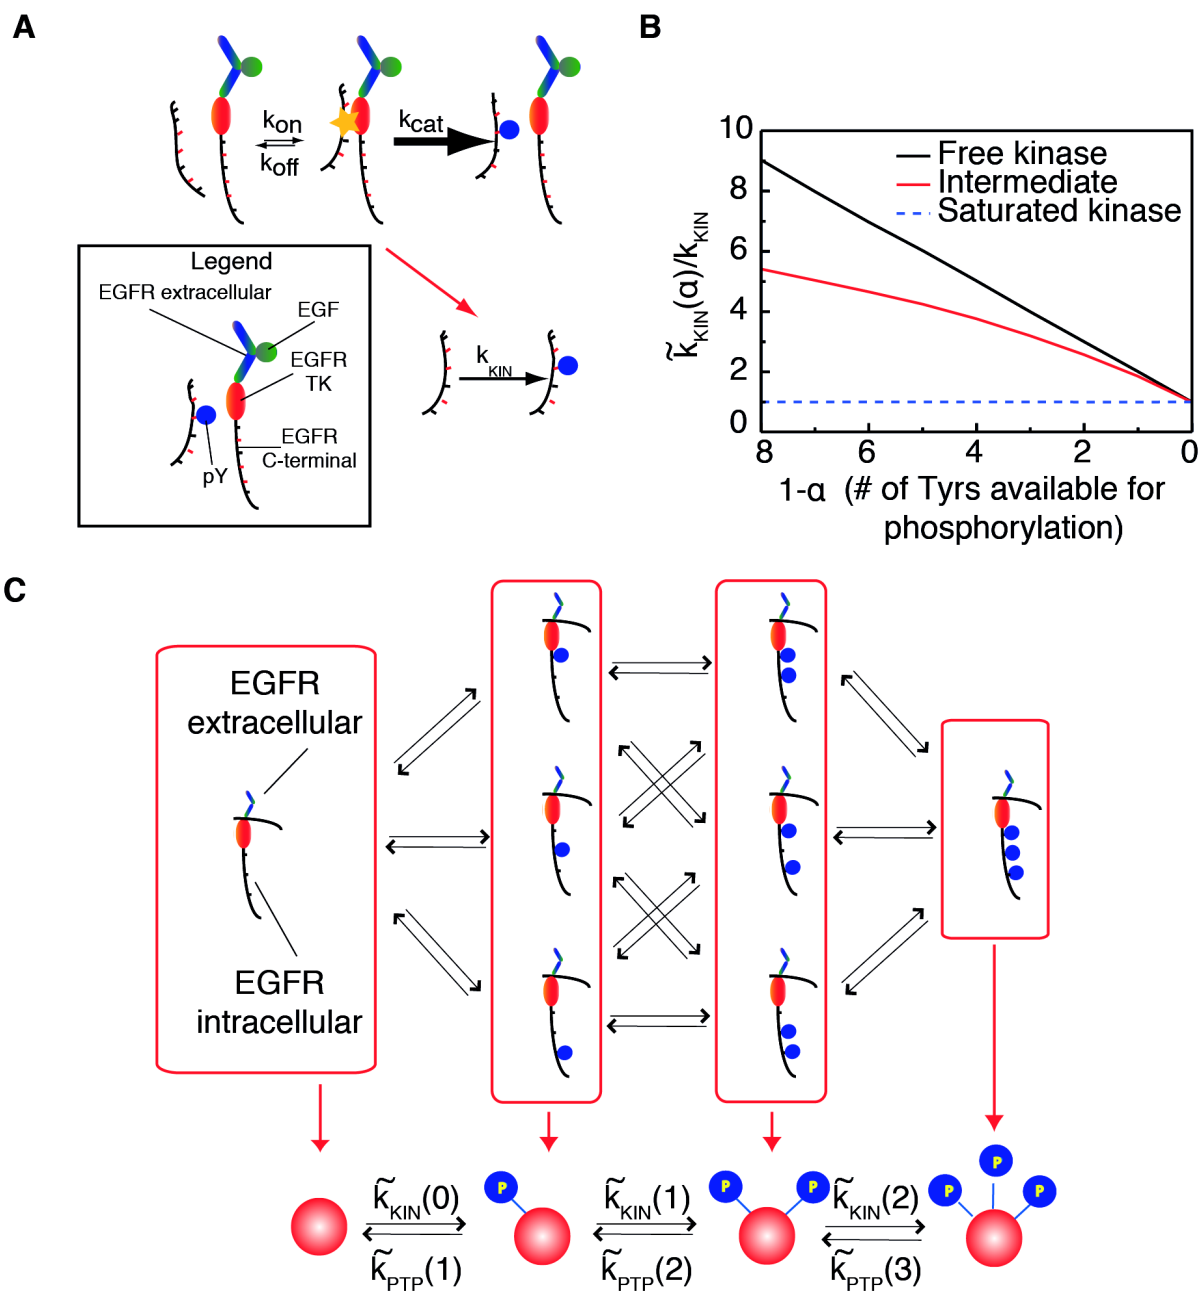 A
k_on
k_off
k_cat
Legend
EGFR extracellular
EGF
EGFR
TK
EGFR
C-terminal
pY
k_KIN
B
10
8
6
4
2
0
k̃_KIN(α)/k_KIN
Free kinase
Intermediate
Saturated kinase
8 6 4 2 0
1-α (# of Tyrs available for
phosphorylation)
C
EGFR
extracellular
EGFR
intracellular
P
P P
P P P
k̃_KIN(0)
k̃_PTP(1)
k̃_KIN(1)
k̃_PTP(2)
k̃_KIN(2)
k̃_PTP(3)